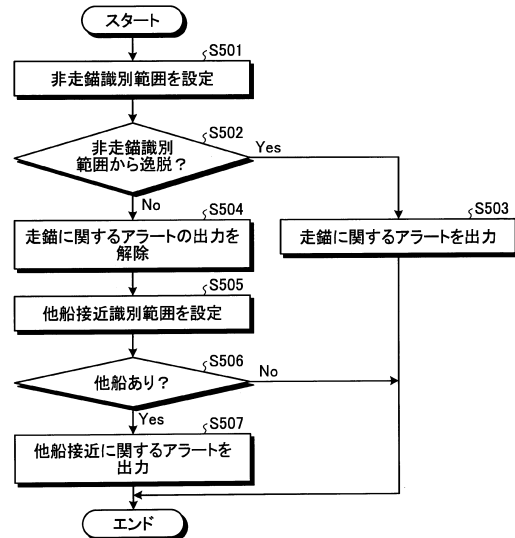 スタート
S501
非走錨識別範囲を設定
S502
非走錨識別
範囲から逸脱？
Yes
No
S504
走錨に関するアラートの出力を
解除
S503
走錨に関するアラートを出力
S505
他船接近識別範囲を設定
S506
他船あり？
No
Yes
S507
他船接近に関するアラートを
出力
エンド